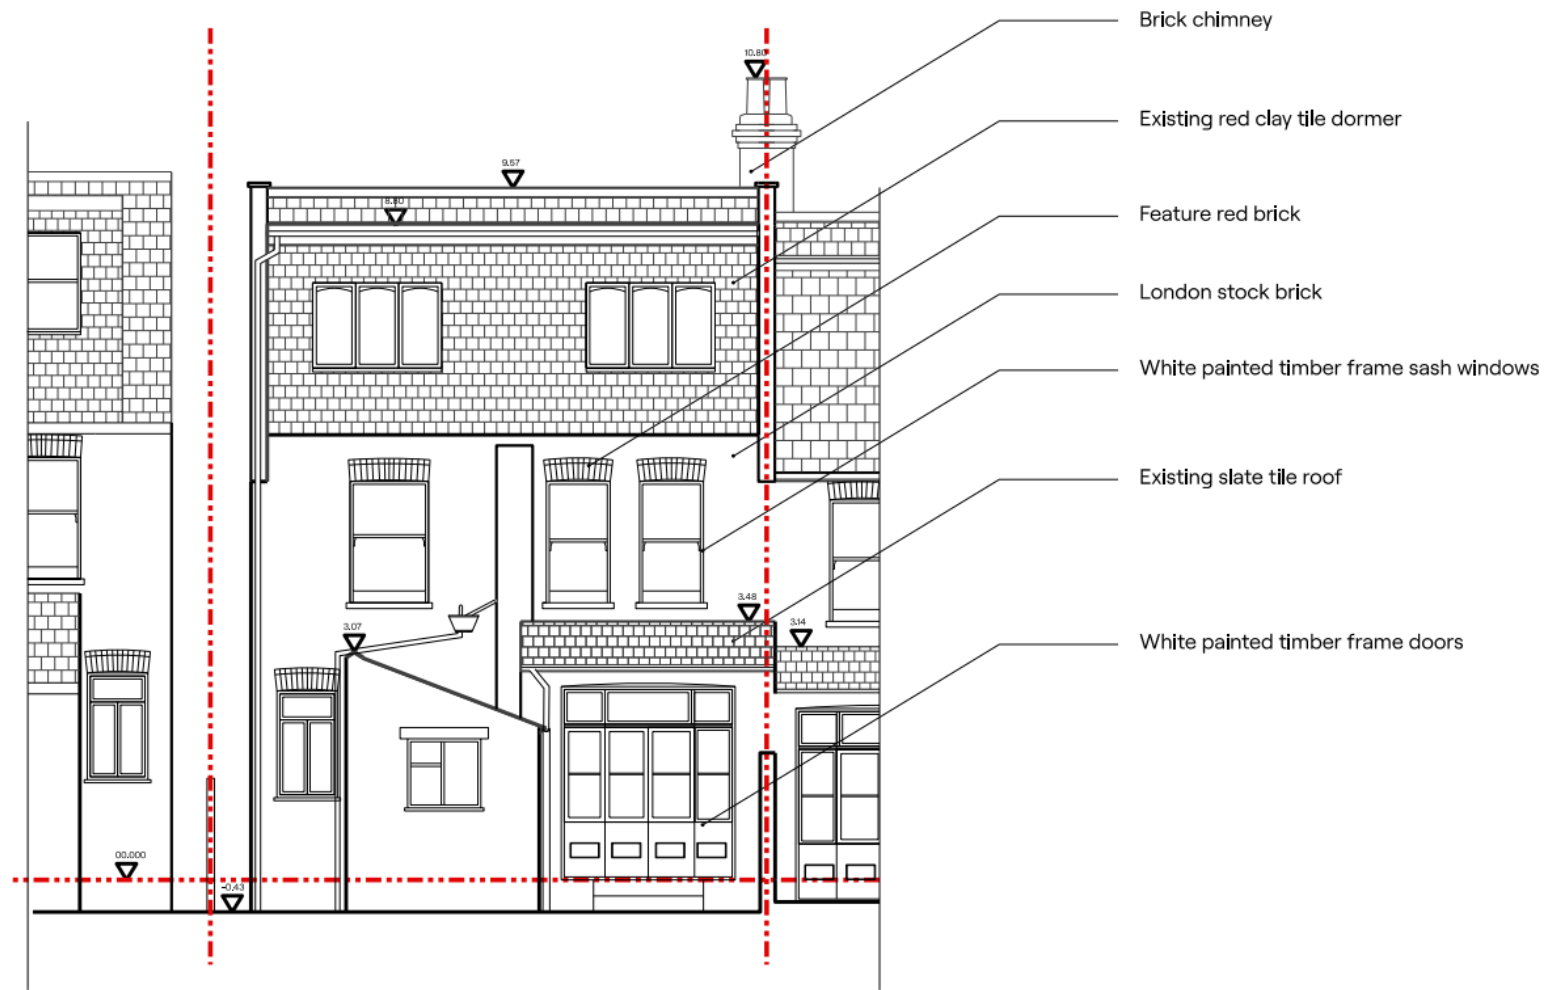 Brick chimney
10.80
Existing red clay tile dormer
9.57
8.80
Feature red brick
London stock brick
White painted timber frame sash windows
Existing slate tile roof
3.48
3.14
3.07
White painted timber frame doors
00.000
-0.43